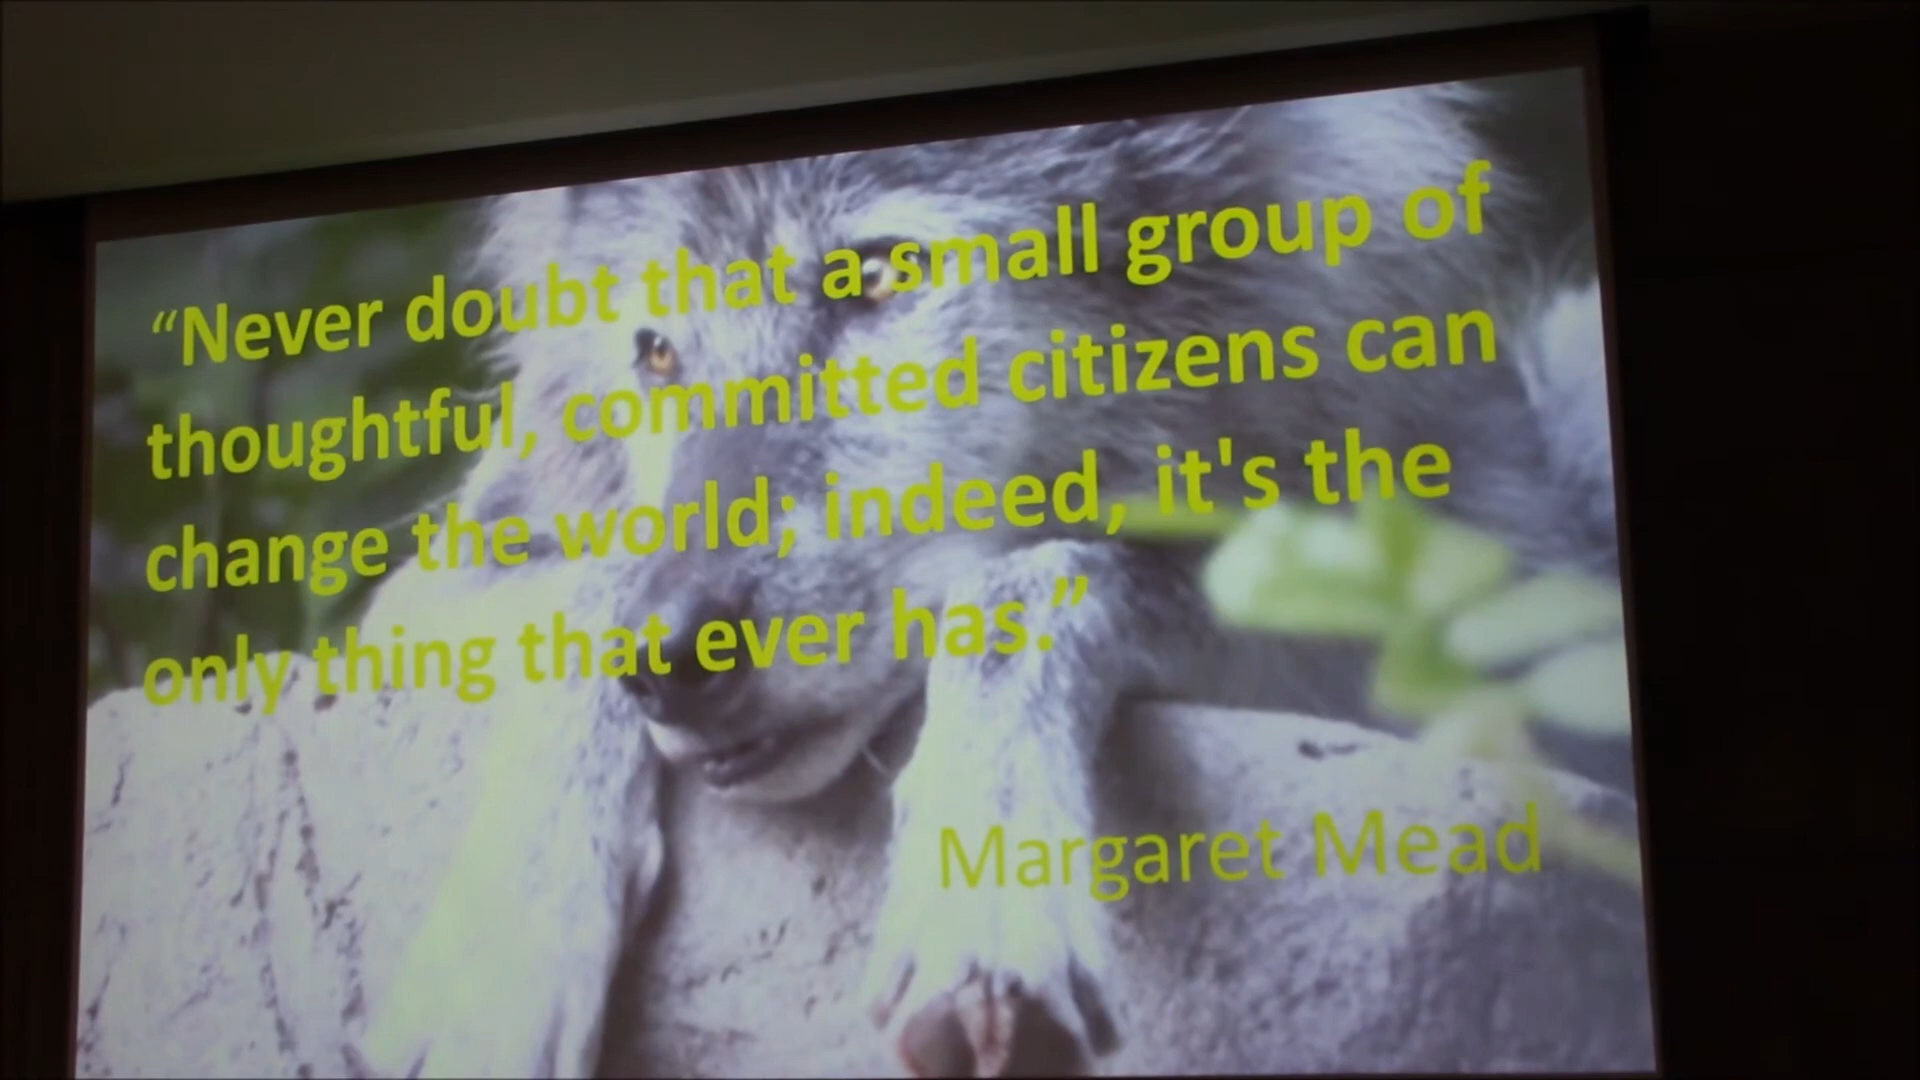 “Never doubt that a small group of
thoughtful, committed citizens can
change the world; indeed, it's the
only thing that ever has.”
Margaret Mead